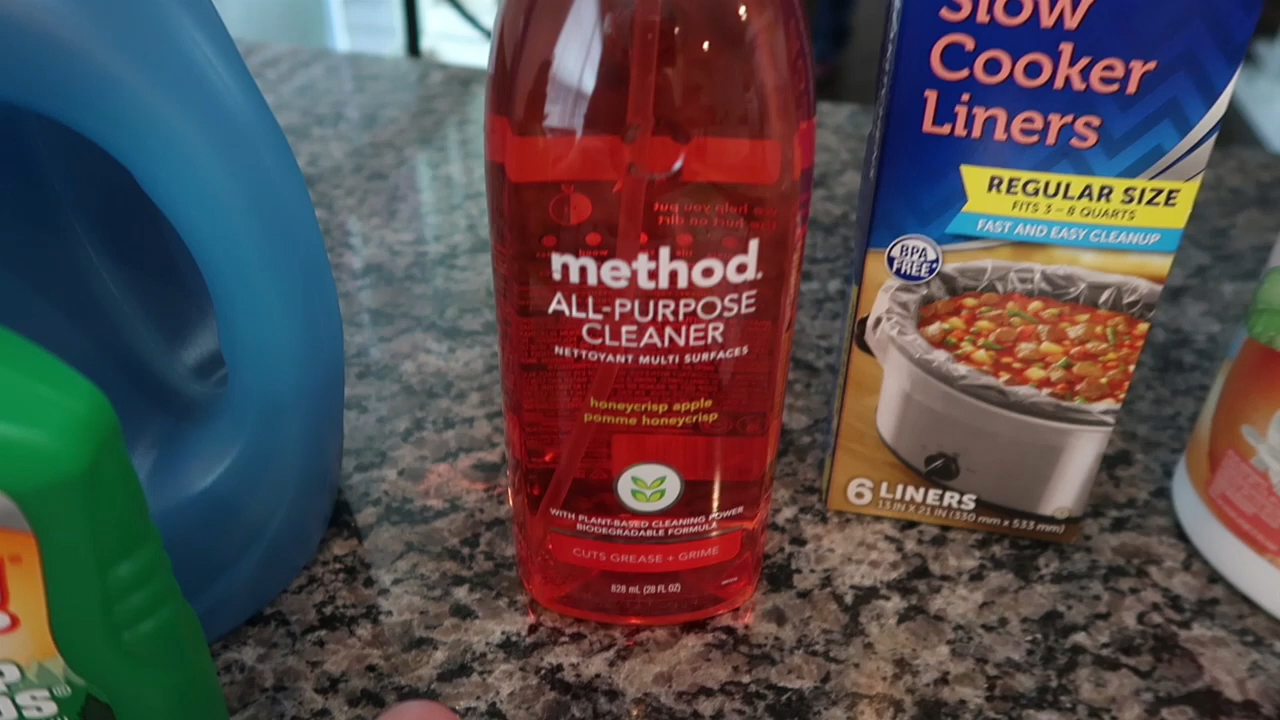 method.
ALL-PURPOSE
CLEANER
NETTOYANT MULTI SURFACES
honeycrisp apple
pomme honeycrisp
WITH PLANT-BASED CLEANING POWER
BIODEGRADABLE FORMULA
CUTS GREASE + GRIME
828 mL (28 FL OZ)
Slow
Cooker
Liners
REGULAR SIZE
FITS 3 - 8 QUARTS
FAST AND EASY CLEANUP
BPA
FREE*
6 LINERS
13 IN X 21 IN (330 mm x 533 mm)